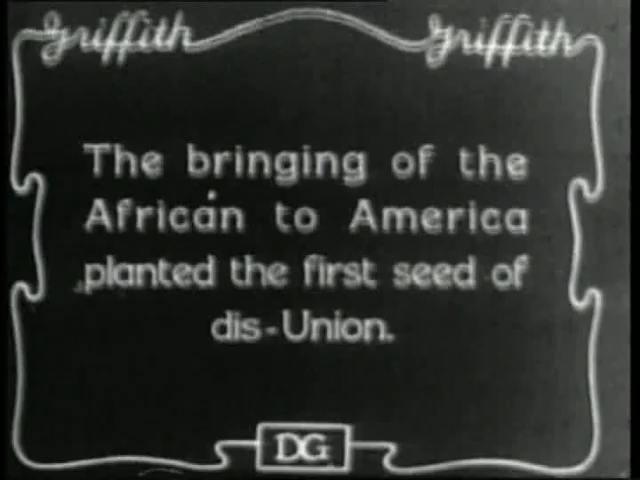 Griffith Griffith
The bringing of the
African to America
planted the first seed of
dis-Union.
DG